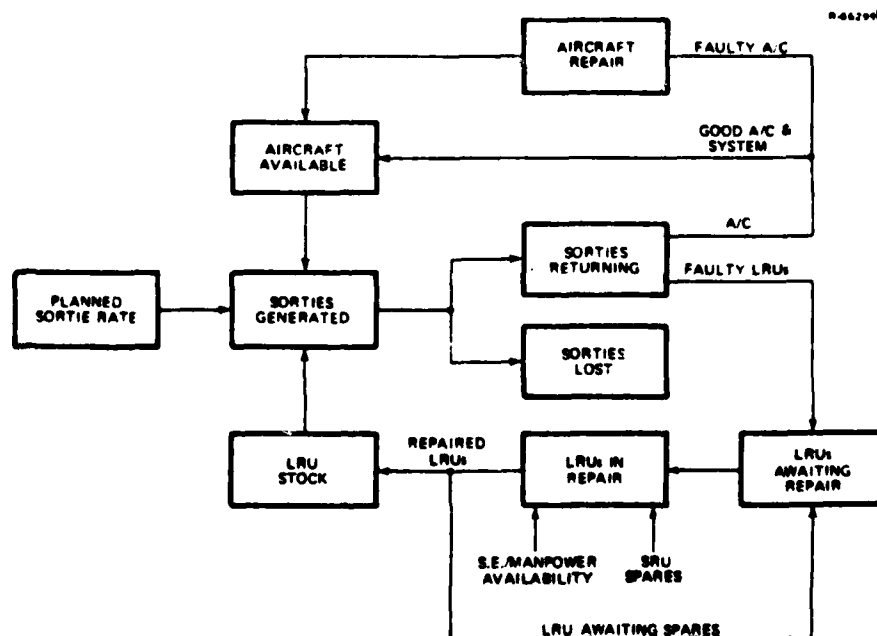 AIRCRAFT
REPAIR
FAULTY A/C
AIRCRAFT
AVAILABLE
GOOD A/C &
SYSTEM
A/C
SORTIES
RETURNING
FAULTY LRUs
PLANNED
SORTIE RATE
SORTIES
GENERATED
SORTIES
LOST
LRU
STOCK
REPAIRED
LRUs
LRUs IN
REPAIR
LRUs
AWAITING
REPAIR
S.E./MANPOWER
AVAILABILITY
SRU
SPARES
LRU AWAITING SPARES